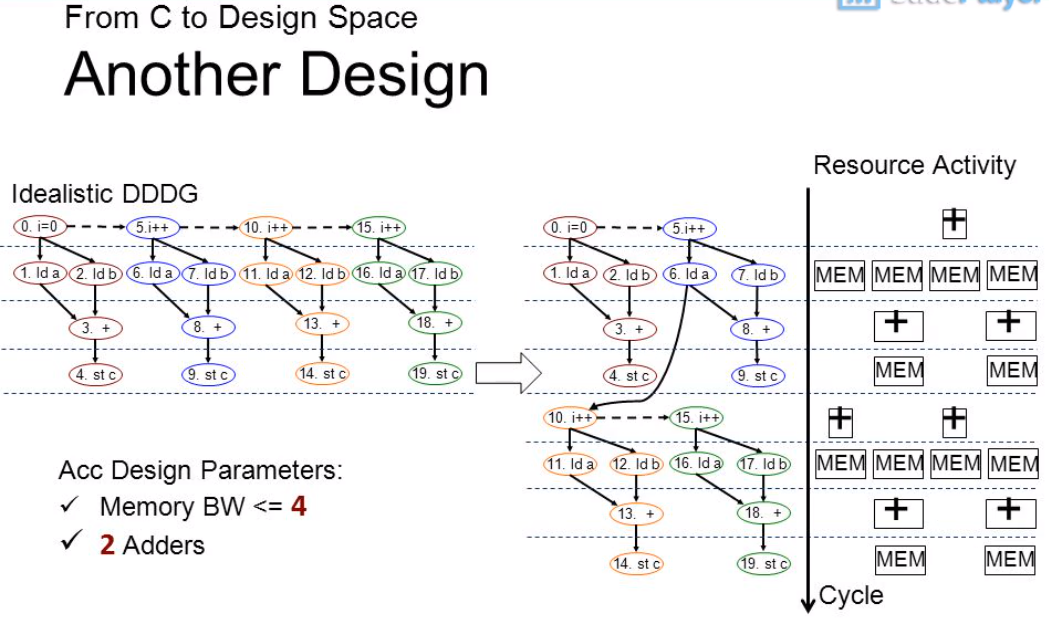 From C to Design Space
Another Design
Resource Activity
Idealistic DDDG
0. i=0 5.i++ 10. i++ 15. i++
1. ld a 2. ld b 6. ld a 7. ld b 11. ld a 12. ld b 16. ld a 17. ld b
3. + 8. + 13. + 18. +
4. st c 9. st c 14. st c 19. st c
0. i=0 5.i++ +
1. ld a 2. ld b 6. ld a 7. ld b MEM MEM MEM MEM
3. + 8. + + +
4. st c 9. st c MEM MEM
10. i++ 15. i++ + +
11. ld a 12. ld b 16. ld a 17. ld b MEM MEM MEM MEM
13. + 18. + + +
14. st c 19. st c MEM MEM
Cycle
Acc Design Parameters:
✓ Memory BW <= 4
✓ 2 Adders